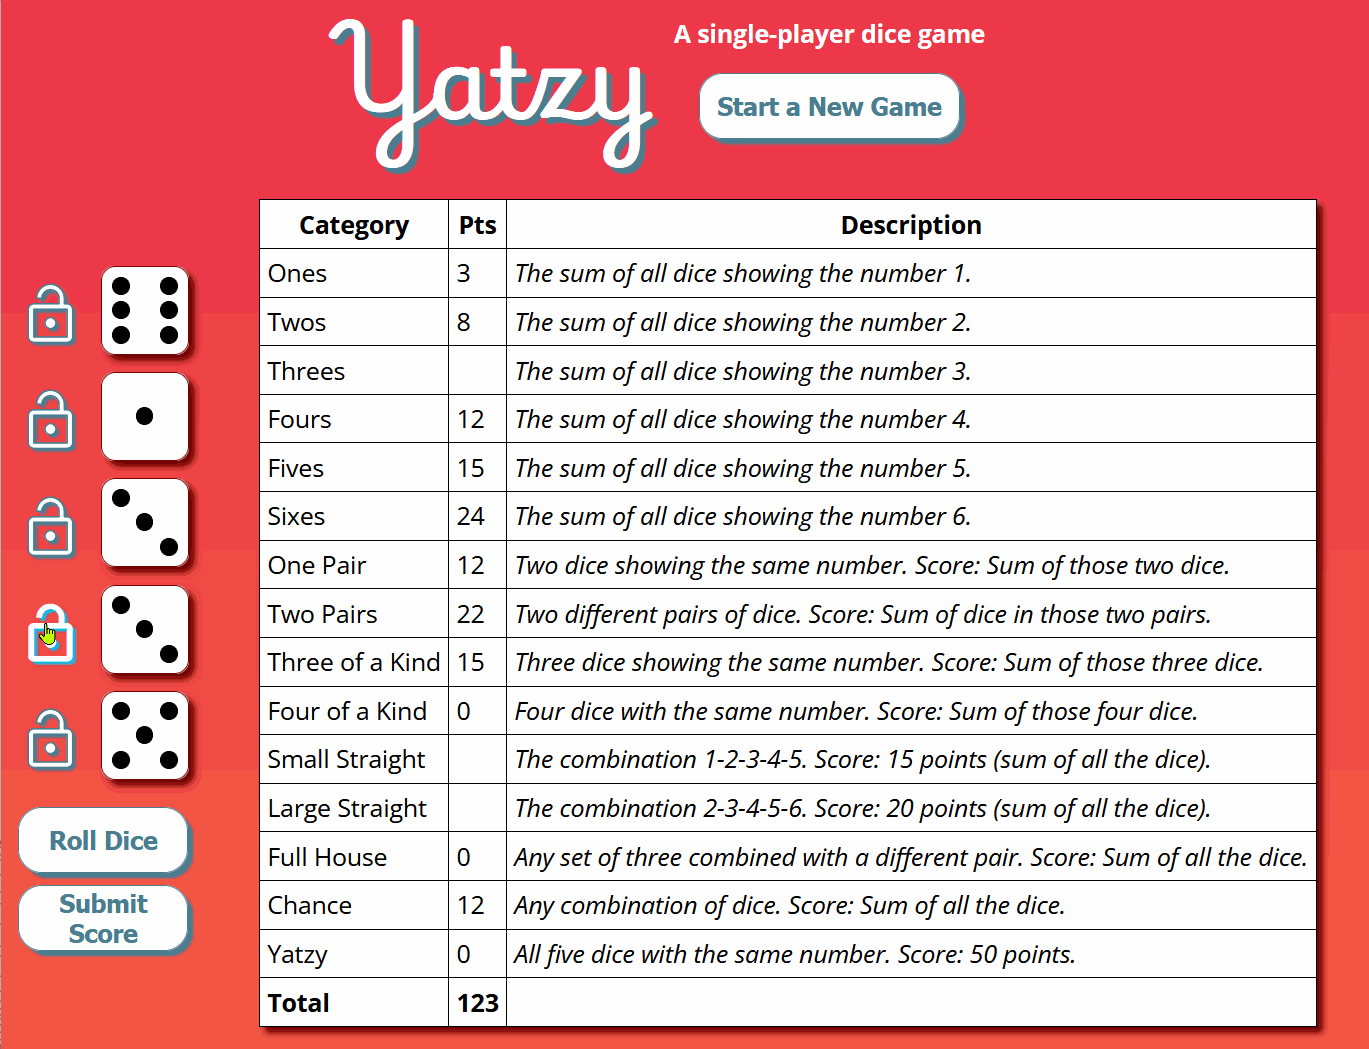 Yatzy
A single-player dice game
Start a New Game
Category Pts Description
Ones 3 The sum of all dice showing the number 1.
Twos 8 The sum of all dice showing the number 2.
Threes The sum of all dice showing the number 3.
Fours 12 The sum of all dice showing the number 4.
Fives 15 The sum of all dice showing the number 5.
Sixes 24 The sum of all dice showing the number 6.
One Pair 12 Two dice showing the same number. Score: Sum of those two dice.
Two Pairs 22 Two different pairs of dice. Score: Sum of dice in those two pairs.
Three of a Kind 15 Three dice showing the same number. Score: Sum of those three dice.
Four of a Kind 0 Four dice with the same number. Score: Sum of those four dice.
Small Straight The combination 1-2-3-4-5. Score: 15 points (sum of all the dice).
Large Straight The combination 2-3-4-5-6. Score: 20 points (sum of all the dice).
Full House 0 Any set of three combined with a different pair. Score: Sum of all the dice.
Chance 12 Any combination of dice. Score: Sum of all the dice.
Yatzy 0 All five dice with the same number. Score: 50 points.
Total 123
Roll Dice
Submit
Score